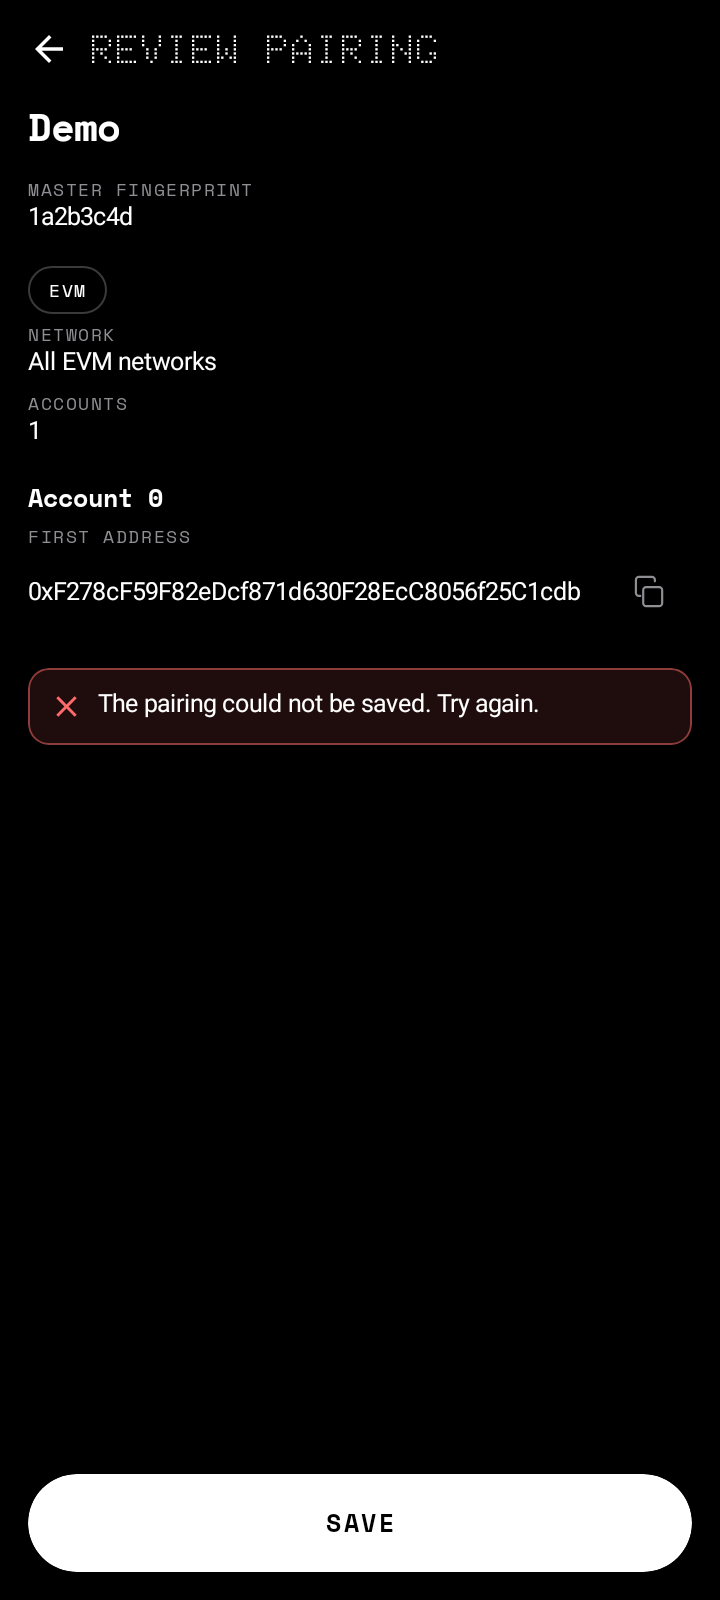 REVIEW PAIRING
Demo
MASTER FINGERPRINT
1a2b3c4d
EVM
NETWORK
All EVM networks
ACCOUNTS
1
Account 0
FIRST ADDRESS
0xF278cF59F82eDcf871d630F28EcC8056f25C1cdb
The pairing could not be saved. Try again.
SAVE